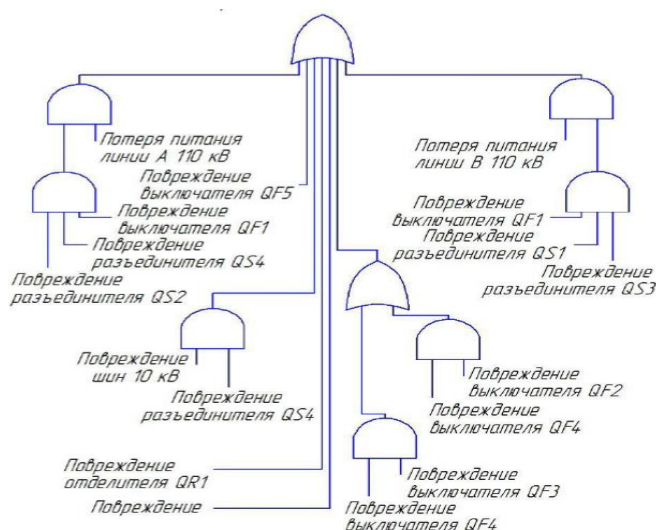 Потеря питания
линии А 110 кВ
Потеря питания
линии В 110 кВ
Повреждение
выключателя QF5
Повреждение
выключателя QF1
Повреждение
разъединителя QS4
Повреждение
разъединителя QS2
Повреждение
выключателя QF1
Повреждение
разъединителя QS1
Повреждение
разъединителя QS3
Повреждение
шин 10 кВ
Повреждение
разъединителя QS4
Повреждение
выключателя QF2
Повреждение
выключателя QF4
Повреждение
отделителя QR1
Повреждение
Повреждение
выключателя QF3
Повреждение
выключателя QF4